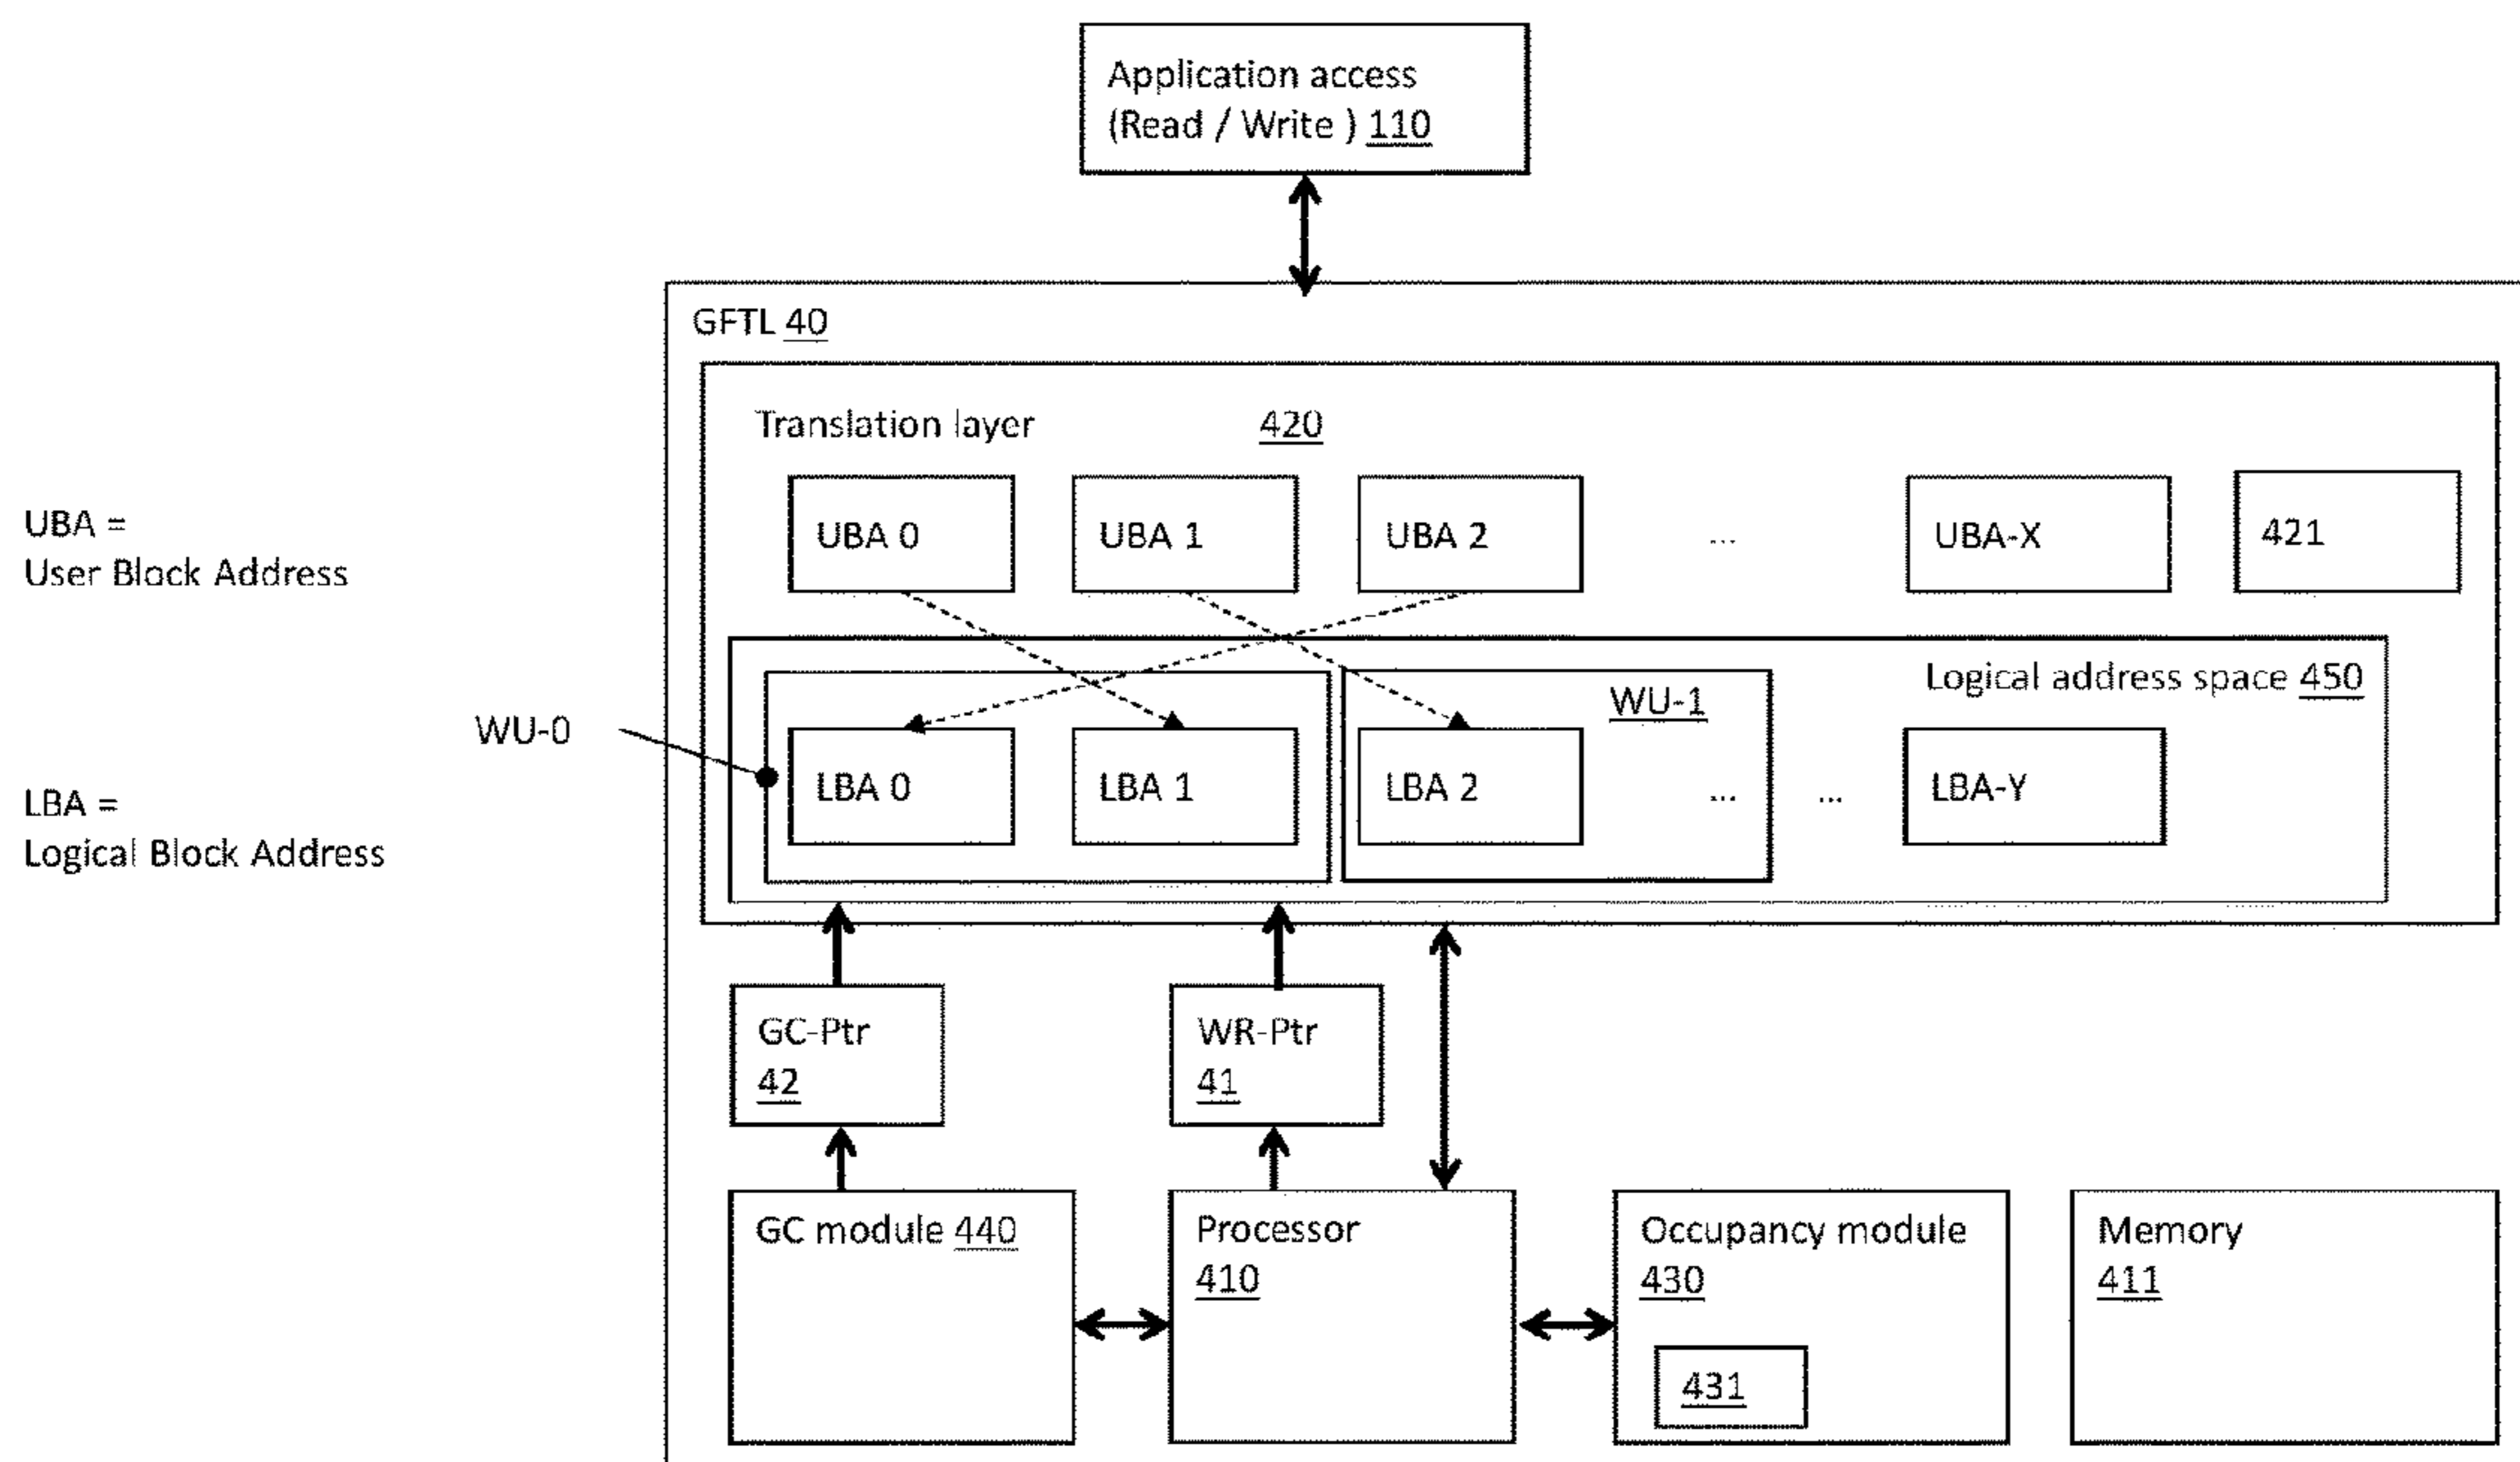 Application access
(Read / Write ) 110
GFTL 40
Translation layer 420
UBA 0
UBA 1
UBA 2
...
UBA-X
421
UBA =
User Block Address
Logical address space 450
WU-1
WU-0
LBA 0
LBA 1
LBA 2
...
...
LBA-Y
LBA =
Logical Block Address
GC-Ptr
42
WR-Ptr
41
GC module 440
Processor
410
Occupancy module
430
431
Memory
411